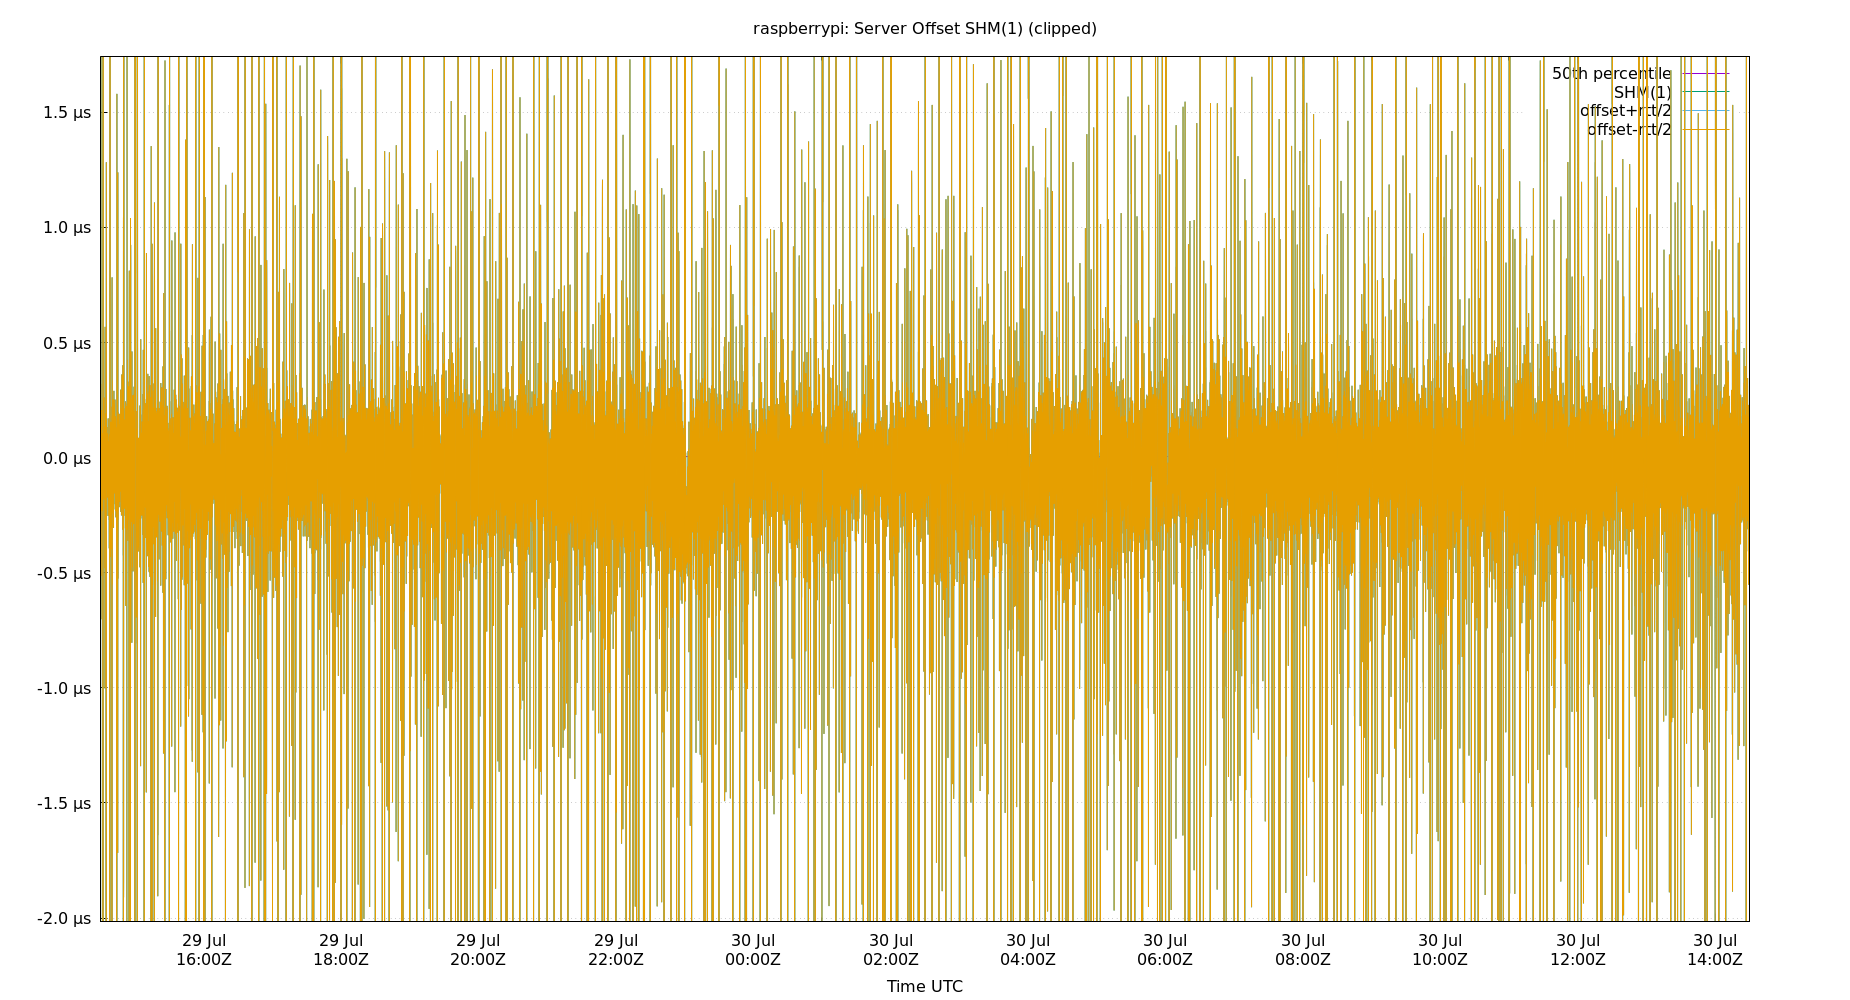 raspberrypi: Server Offset SHM(1) (clipped)
50th percentile
SHM(1)
offset+rtt/2
offset-rtt/2
1.5 µs
1.0 µs
0.5 µs
0.0 µs
-0.5 µs
-1.0 µs
-1.5 µs
-2.0 µs
29 Jul 29 Jul 29 Jul 29 Jul 30 Jul 30 Jul 30 Jul 30 Jul 30 Jul 30 Jul 30 Jul 30 Jul
16:00Z 18:00Z 20:00Z 22:00Z 00:00Z 02:00Z 04:00Z 06:00Z 08:00Z 10:00Z 12:00Z 14:00Z
Time UTC